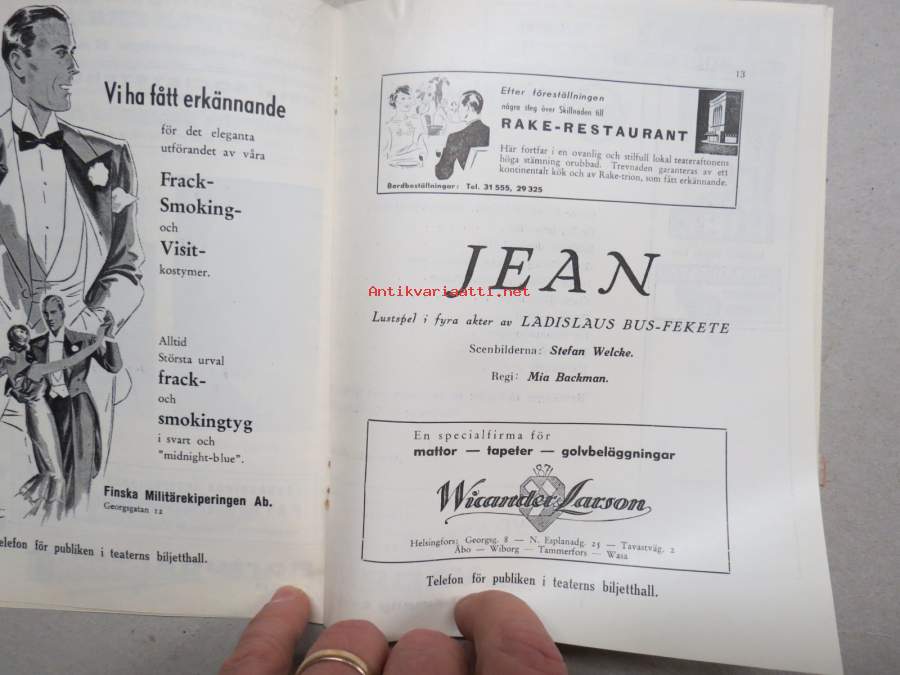 Vi ha fått erkännande
för det eleganta
utförandet av våra
Frack-
Smoking-
och
Visit-
kostymer.
Alltid
Största urval
frack-
och
smokingtyg
i svart och
"midnight-blue".
Finska Militärekiperingen Ab.
Georgsgatan 12
elefon för publiken i teaterns biljetthall.
13
Efter föreställningen
några steg över Skillnaden till
RAKE-RESTAURANT
Här fortfar i en ovanlig och stilfull lokal teateraftonens
höga stämning orubbad. Trevnaden garanteras av ett
kontinentalt kök och av Rake-trion, som fått erkännande.
Bordbeställningar: Tel. 31 555, 29 325
JEAN
Antikvariaatti.net
Lustspel i fyra akter av LADISLAUS BUS-FEKETE
Scenbilderna: Stefan Welcke.
Regi: Mia Backman.
En specialfirma för
mattor — tapeter — golvbeläggningar
Wicander Larson
Helsingfors: Georgsg. 8 — N. Esplanadg. 25 — Tavastväg. 2
Åbo — Wiborg — Tammerfors — Wasa
Telefon för publiken i teaterns biljetthall.